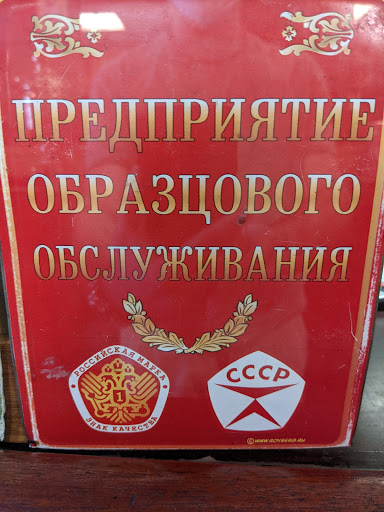 ПРЕДПРИЯТИЕ
ОБРАЗЦОВОГО
ОБСЛУЖИВАНИЯ
РОССИЙСКАЯ МАРКА
1
ЗНАК КАЧЕСТВА
СССР